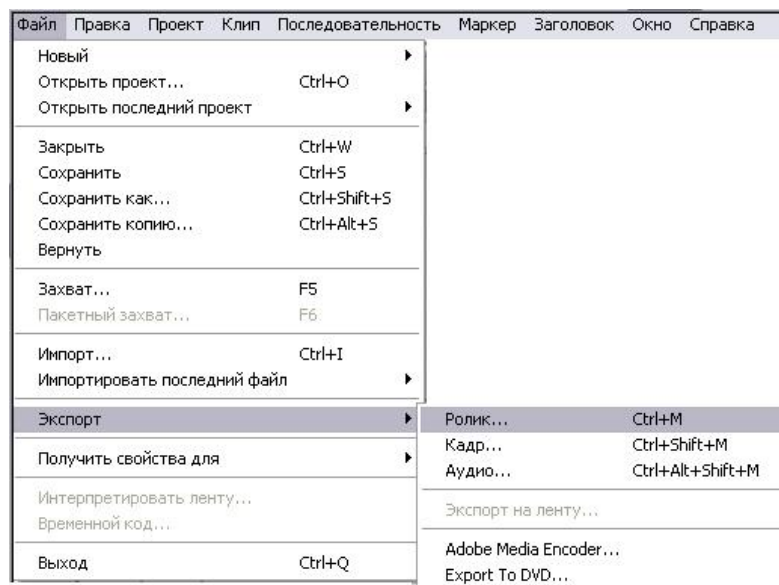 Файл Правка Проект Клип Последовательность Маркер Заголовок Окно Справка
Новый
Открыть проект... Ctrl+O
Открыть последний проект
Закрыть Ctrl+W
Сохранить Ctrl+S
Сохранить как... Ctrl+Shift+S
Сохранить копию... Ctrl+Alt+S
Вернуть
Захват... F5
Пакетный захват... F6
Импорт... Ctrl+I
Импортировать последний файл
Экспорт
Получить свойства для
Интерпретировать ленту...
Временной код...
Выход Ctrl+Q
Ролик... Ctrl+M
Кадр... Ctrl+Shift+M
Аудио... Ctrl+Alt+Shift+M
Экспорт на ленту...
Adobe Media Encoder...
Export To DVD...